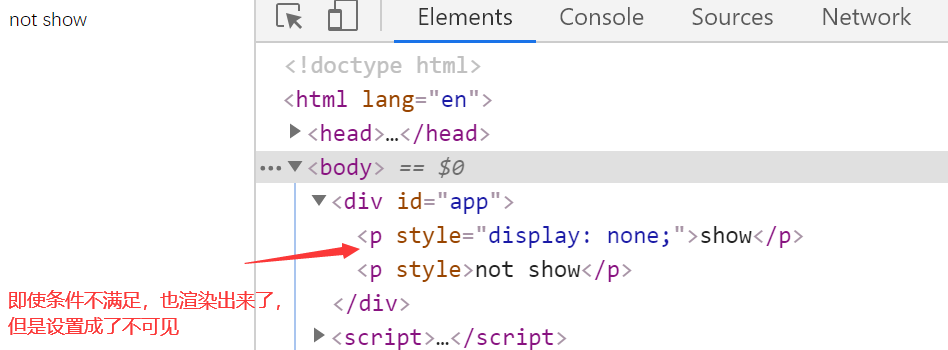 not show
Elements Console Sources Network
<!doctype html>
<html lang="en">
<head>…</head>
<body> == $0
<div id="app">
<p style="display: none;">show</p>
<p style>not show</p>
</div>
<script>…</script>
即使条件不满足，也渲染出来了，
但是设置成了不可见